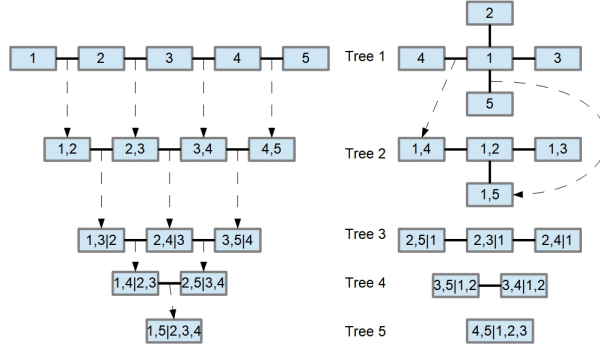 2
1 2 3 4 5 Tree 1 4 1 3
5
1,2 2,3 3,4 4,5 Tree 2 1,4 1,2 1,3
1,5
1,3|2 2,4|3 3,5|4 Tree 3 2,5|1 2,3|1 2,4|1
1,4|2,3 2,5|3,4 Tree 4 3,5|1,2 3,4|1,2
1,5|2,3,4 Tree 5 4,5|1,2,3